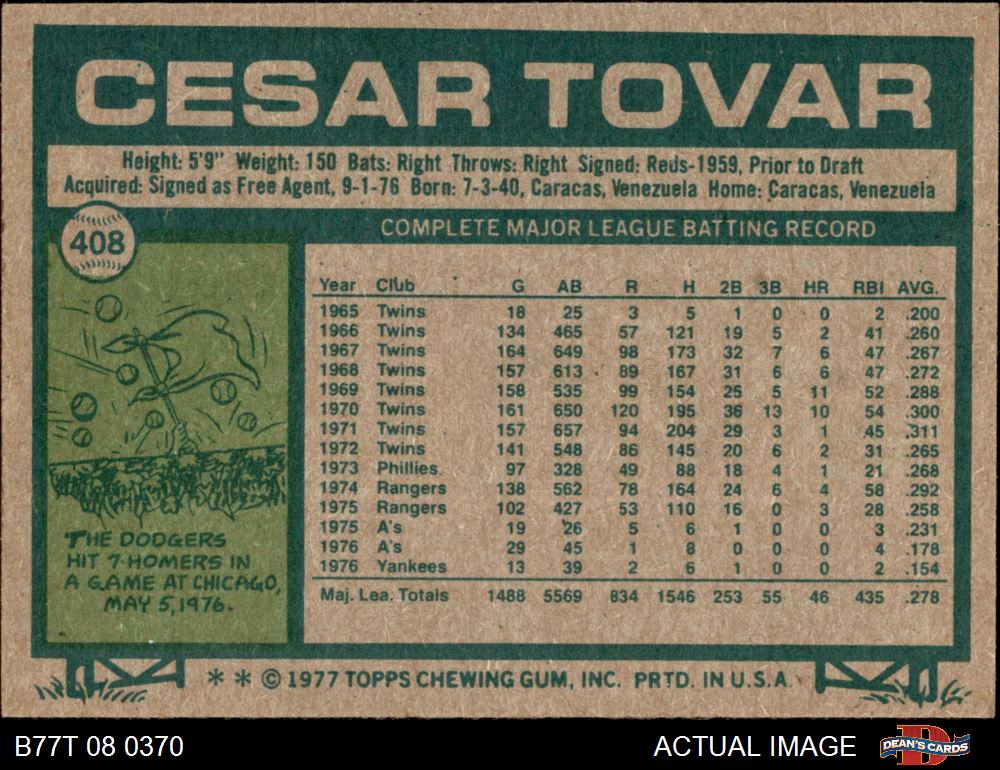 CESAR TOVAR
Height: 5'9" Weight: 150 Bats: Right Throws: Right Signed: Reds-1959, Prior to Draft
Acquired: Signed as Free Agent, 9-1-76 Born: 7-3-40, Caracas, Venezuela Home: Caracas, Venezuela
408
COMPLETE MAJOR LEAGUE BATTING RECORD
Year Club G AB R H 2B 3B HR RBI AVG.
1965 Twins 18 25 3 5 1 0 0 2 .200
1966 Twins 134 465 57 121 19 5 2 41 .260
1967 Twins 164 649 98 173 32 7 6 47 .267
1968 Twins 157 613 89 167 31 6 6 47 .272
1969 Twins 158 535 99 154 25 5 11 52 .288
1970 Twins 161 650 120 195 36 13 10 54 .300
1971 Twins 157 657 94 204 29 3 1 45 .311
1972 Twins 141 548 86 145 20 6 2 31 .265
1973 Phillies 97 328 49 88 18 4 1 21 .268
1974 Rangers 138 562 78 164 24 6 4 58 .292
1975 Rangers 102 427 53 110 16 0 3 28 .258
1975 A's 19 26 5 6 1 0 0 3 .231
1976 A's 29 45 1 8 0 0 0 4 .178
1976 Yankees 13 39 2 6 1 0 0 2 .154
Maj. Lea. Totals 1488 5569 834 1546 253 55 46 435 .278
THE DODGERS
HIT 7 HOMERS IN
A GAME AT CHICAGO,
MAY 5, 1976.
* * © 1977 TOPPS CHEWING GUM, INC. PRTD. IN U.S.A.
B77T 08 0370
ACTUAL IMAGE
DEAN'S CARDS